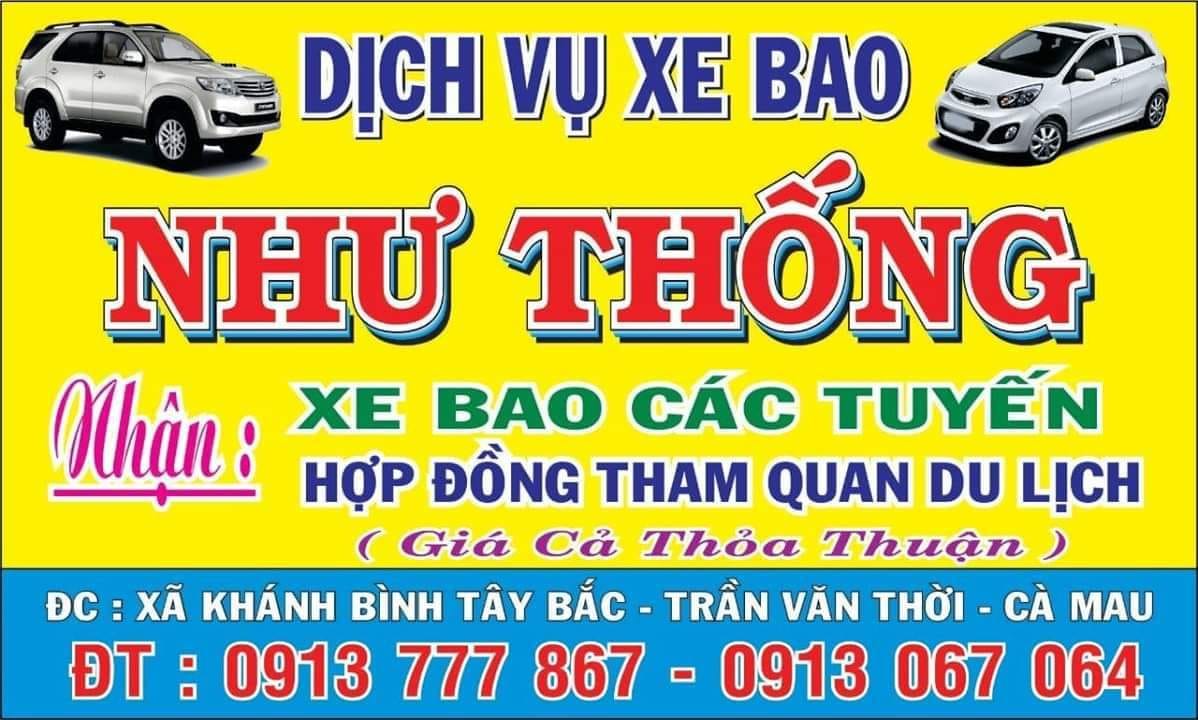 DỊCH VỤ XE BAO
NHƯ THỐNG
Nhận :
XE BAO CÁC TUYẾN
HỢP ĐỒNG THAM QUAN DU LỊCH
( Giá Cả Thỏa Thuận )
ĐC : XÃ KHÁNH BÌNH TÂY BẮC - TRẦN VĂN THỜI - CÀ MAU
ĐT : 0913 777 867 - 0913 067 064